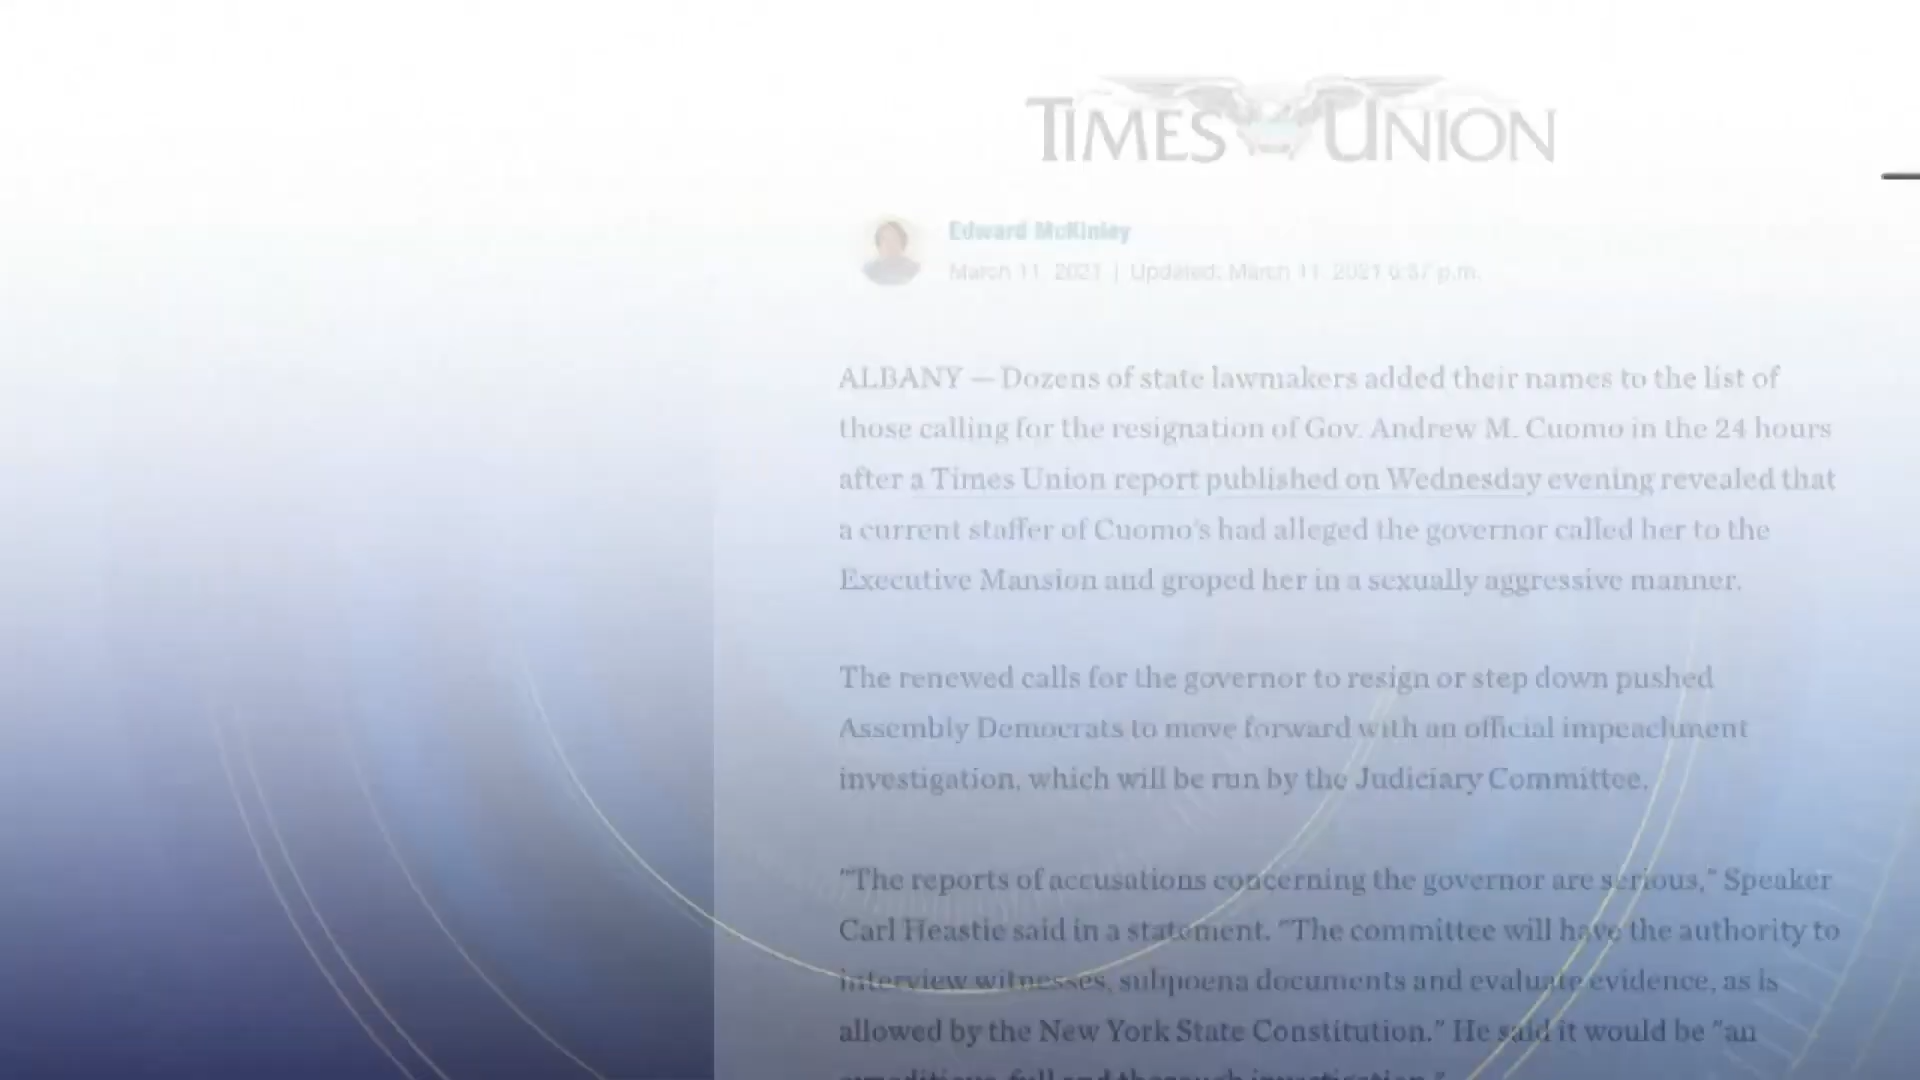 TIMES UNION
Edward McKinley
March 11, 2021 | Updated: March 11, 2021 6:37 p.m.
ALBANY — Dozens of state lawmakers added their names to the list of
those calling for the resignation of Gov. Andrew M. Cuomo in the 24 hours
after a Times Union report published on Wednesday evening revealed that
a current staffer of Cuomo's had alleged the governor called her to the
Executive Mansion and groped her in a sexually aggressive manner.
The renewed calls for the governor to resign or step down pushed
Assembly Democrats to move forward with an official impeachment
investigation, which will be run by the Judiciary Committee.
"The reports of accusations concerning the governor are serious," Speaker
Carl Heastie said in a statement. "The committee will have the authority to
interview witnesses, subpoena documents and evaluate evidence, as is
allowed by the New York State Constitution." He said it would be "an
expeditious, full and thorough investigation."